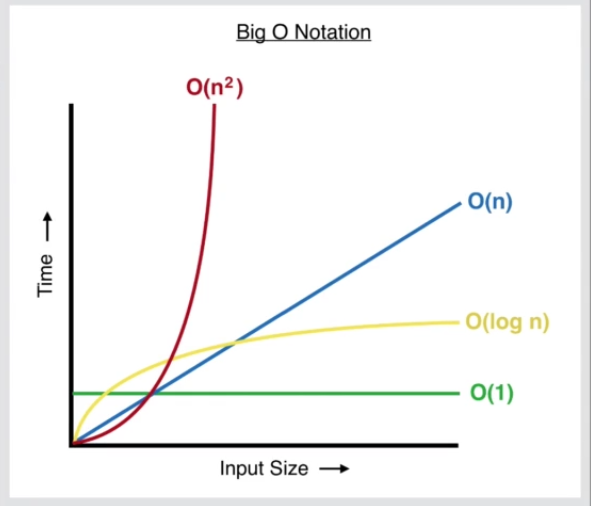 Big O Notation
O(n²)
O(n)
O(log n)
O(1)
Time
Input Size